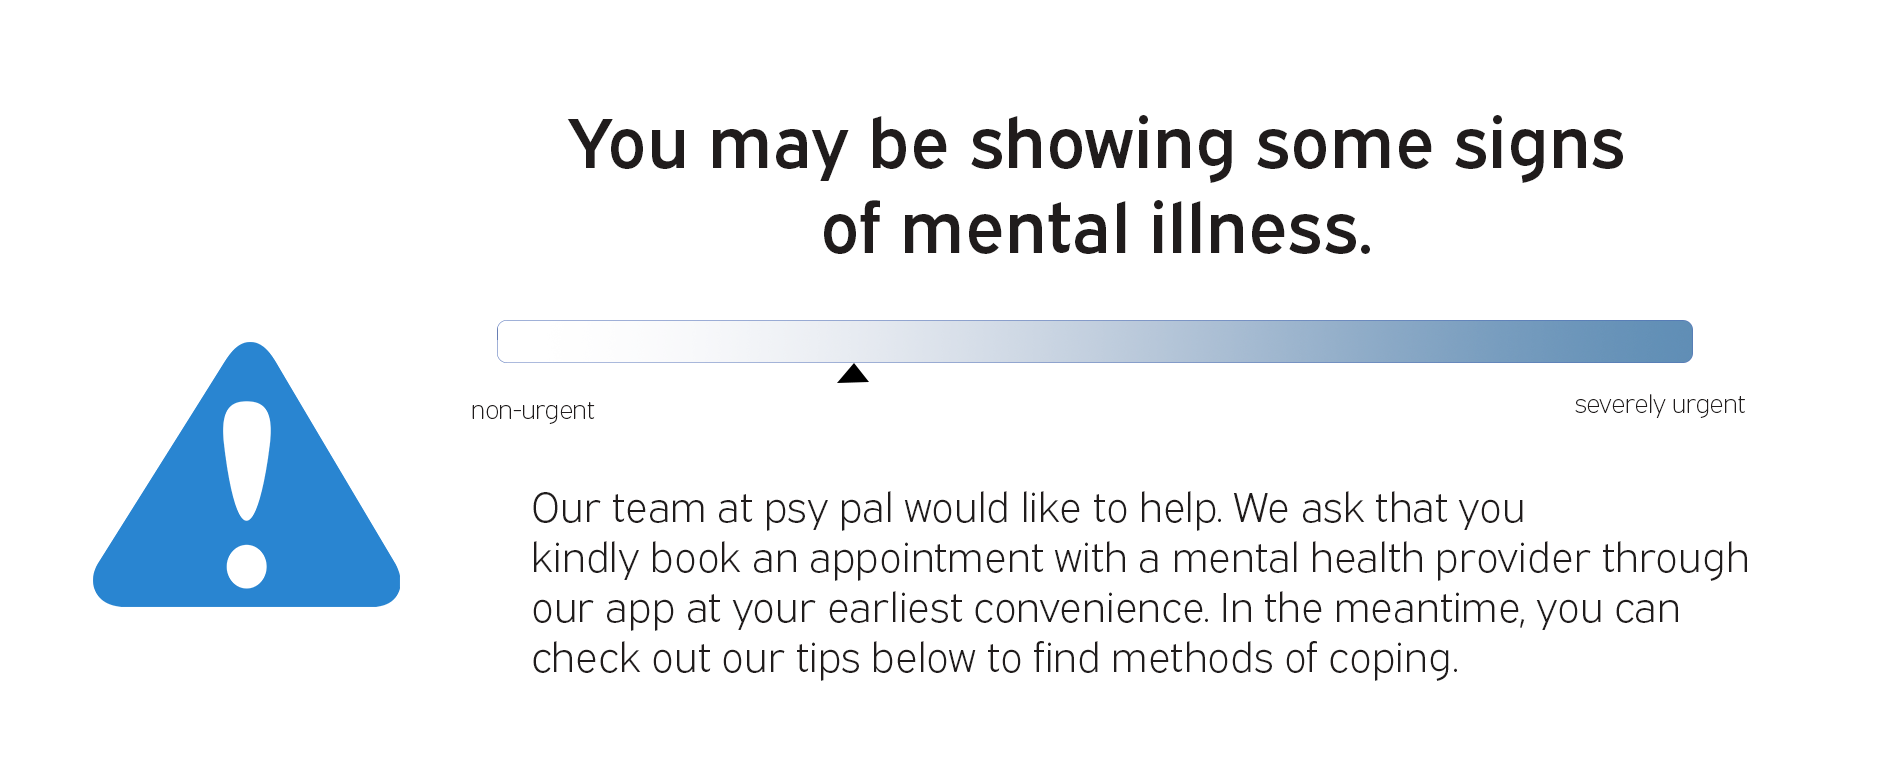 You may be showing some signs
of mental illness.
non-urgent
severely urgent
Our team at psy pal would like to help. We ask that you
kindly book an appointment with a mental health provider through
our app at your earliest convenience. In the meantime, you can
check out our tips below to find methods of coping.